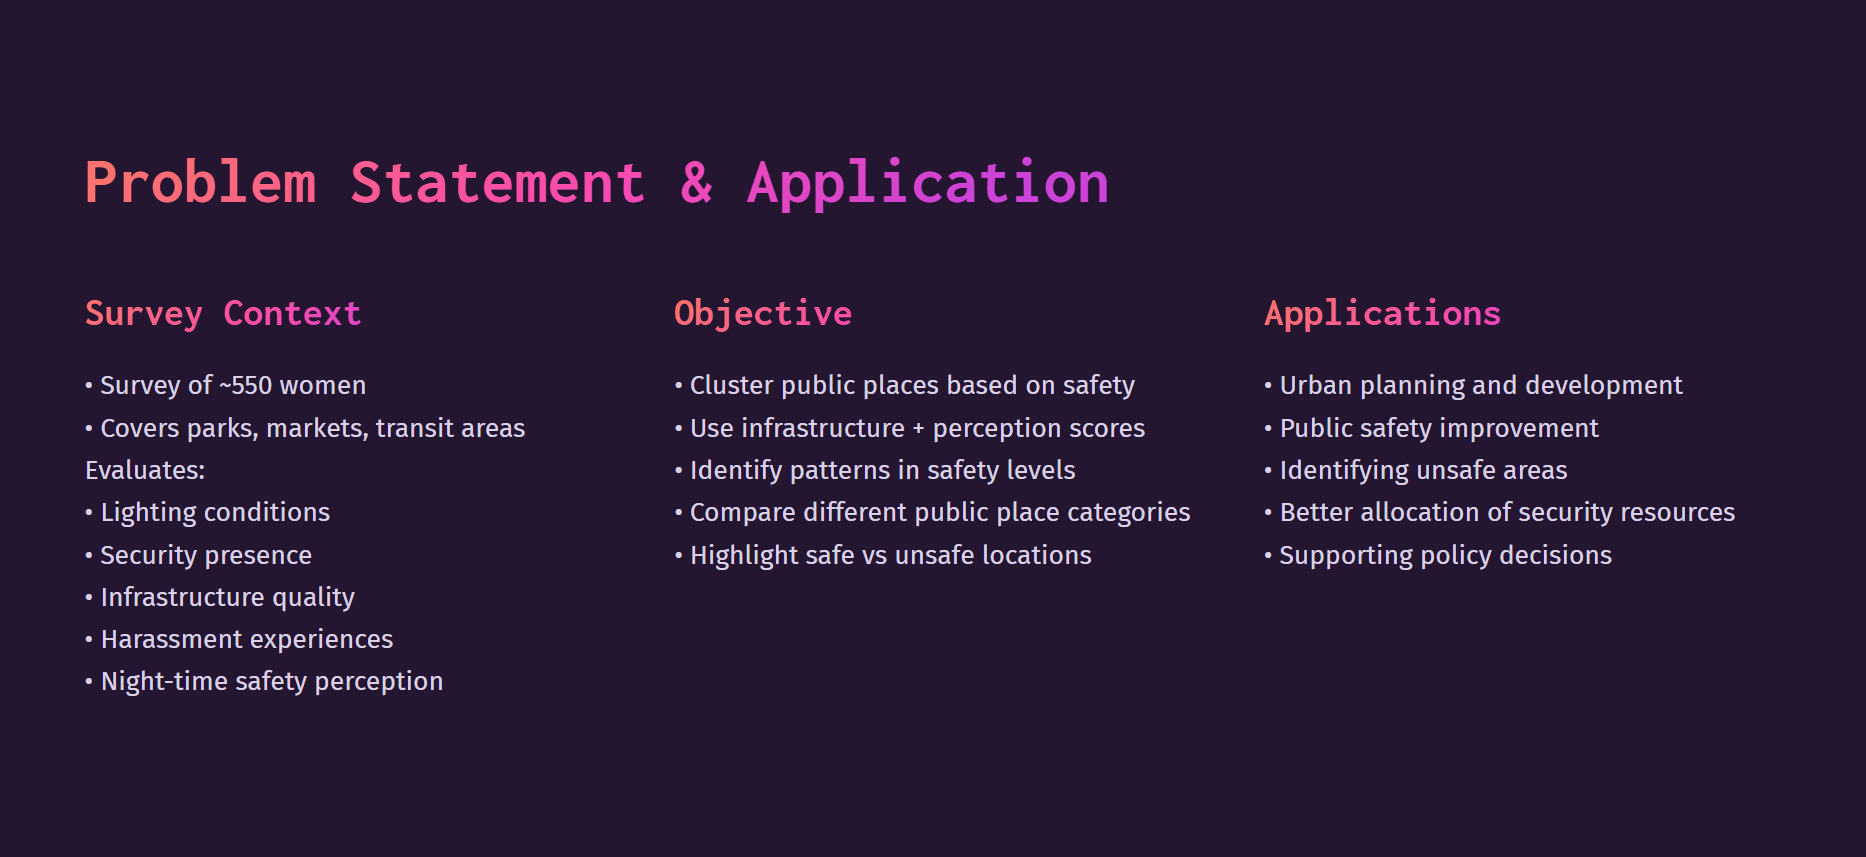 Problem Statement & Application
Survey Context
• Survey of ~550 women
• Covers parks, markets, transit areas
Evaluates:
• Lighting conditions
• Security presence
• Infrastructure quality
• Harassment experiences
• Night-time safety perception
Objective
• Cluster public places based on safety
• Use infrastructure + perception scores
• Identify patterns in safety levels
• Compare different public place categories
• Highlight safe vs unsafe locations
Applications
• Urban planning and development
• Public safety improvement
• Identifying unsafe areas
• Better allocation of security resources
• Supporting policy decisions